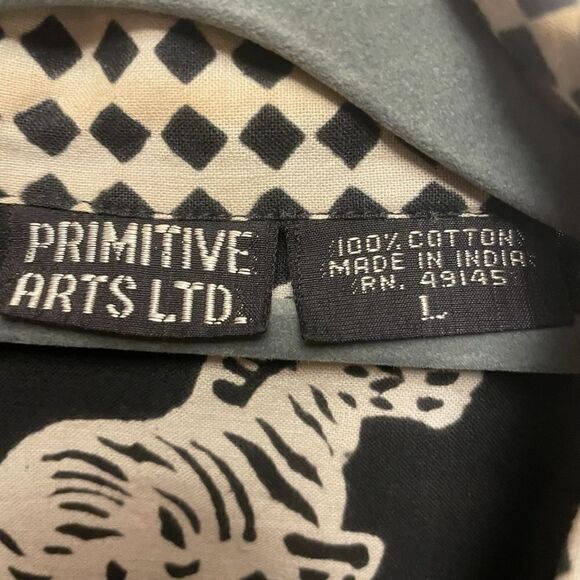 PRIMITIVE
ARTS LTD.
100% COTTON
MADE IN INDIA
RN. 49145
L